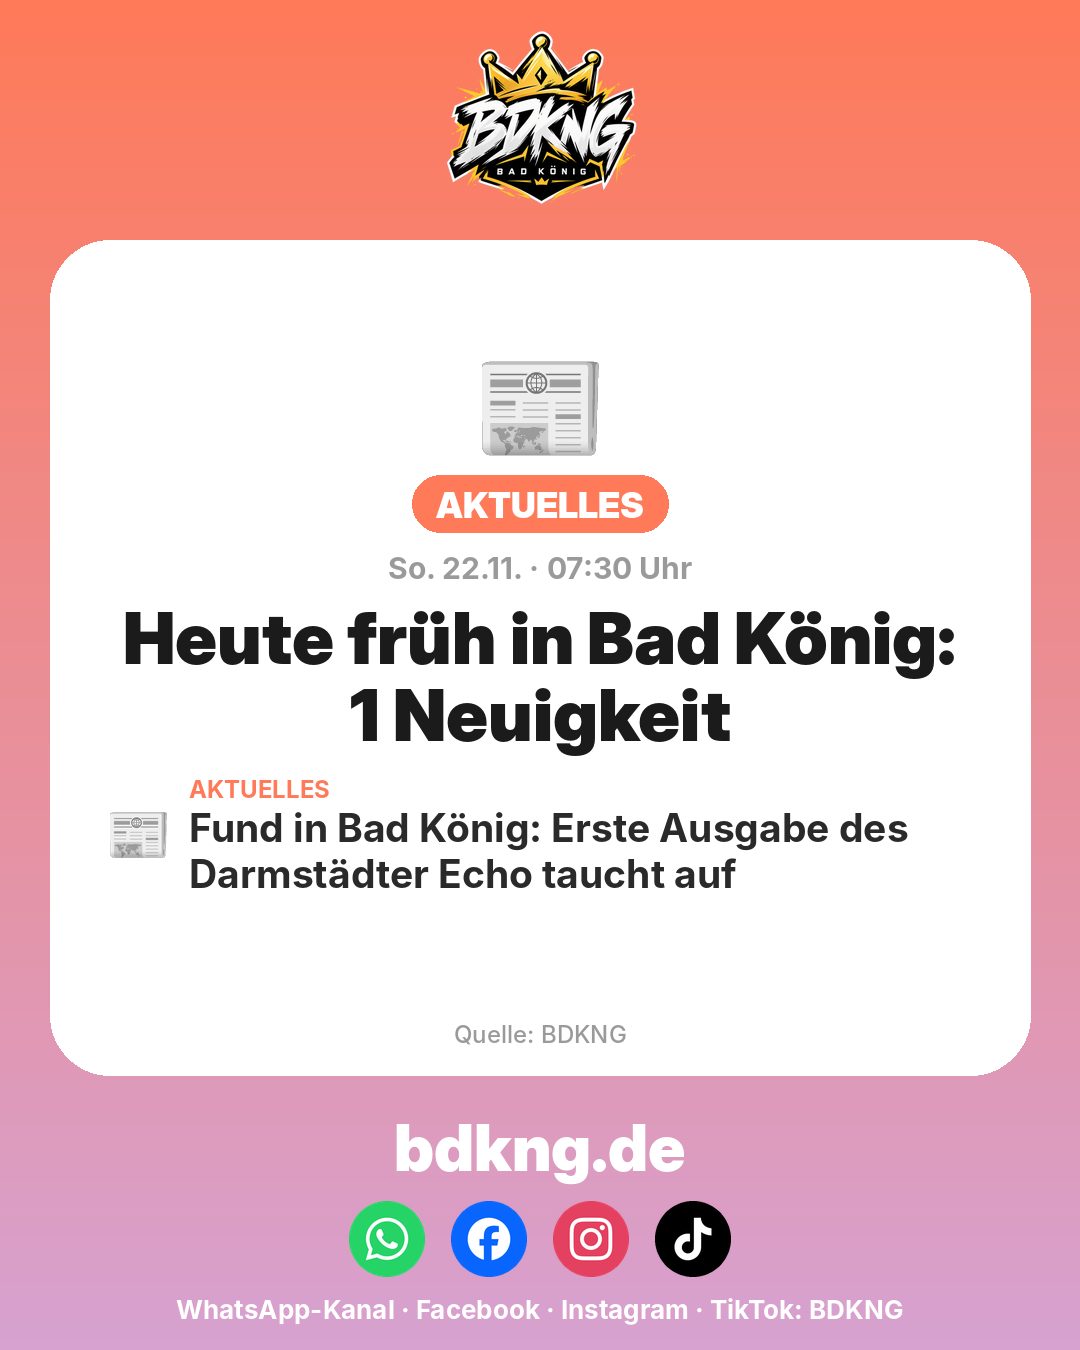 BDKNG
BAD KÖNIG
AKTUELLES
So. 22.11. · 07:30 Uhr
Heute früh in Bad König:
1 Neuigkeit
AKTUELLES
Fund in Bad König: Erste Ausgabe des
Darmstädter Echo taucht auf
Quelle: BDKNG
bdkng.de
WhatsApp-Kanal · Facebook · Instagram · TikTok: BDKNG